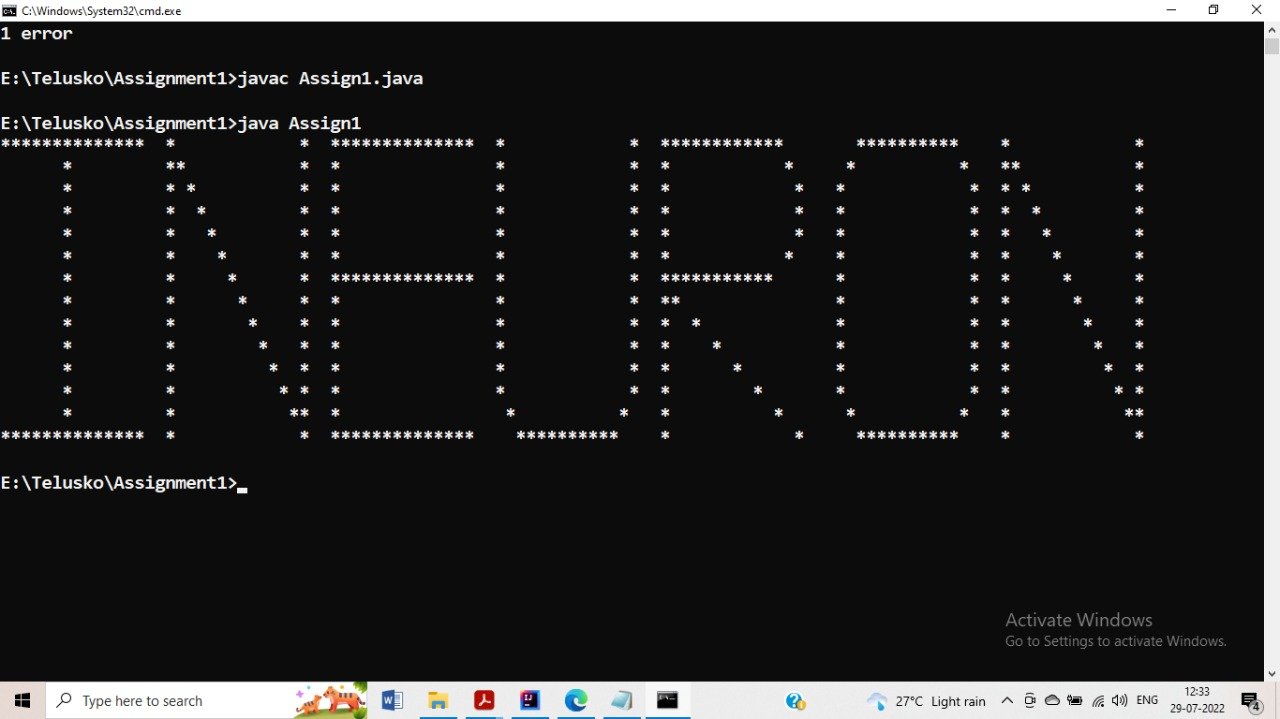 C:\Windows\System32\cmd.exe
1 error
E:\Telusko\Assignment1>javac Assign1.java
E:\Telusko\Assignment1>java Assign1
************** * * ************** * * ************ ********** * *
* ** * * * * * * * * ** *
* * * * * * * * * * * * * *
* * * * * * * * * * * * * *
* * * * * * * * * * * * * *
* * * * * * * * * * * * * *
* * * * ************** * * *********** * * * * *
* * * * * * * ** * * * * *
* * * * * * * * * * * * * *
* * * * * * * * * * * * * *
* * * * * * * * * * * * * *
* * * * * * * * * * * * * *
* * ** * * * * * * * * **
************** * * ************** ********** * * ********** * *
E:\Telusko\Assignment1>
Activate Windows
Go to Settings to activate Windows.
Type here to search
27°C Light rain
ENG
12:33
29-07-2022
4